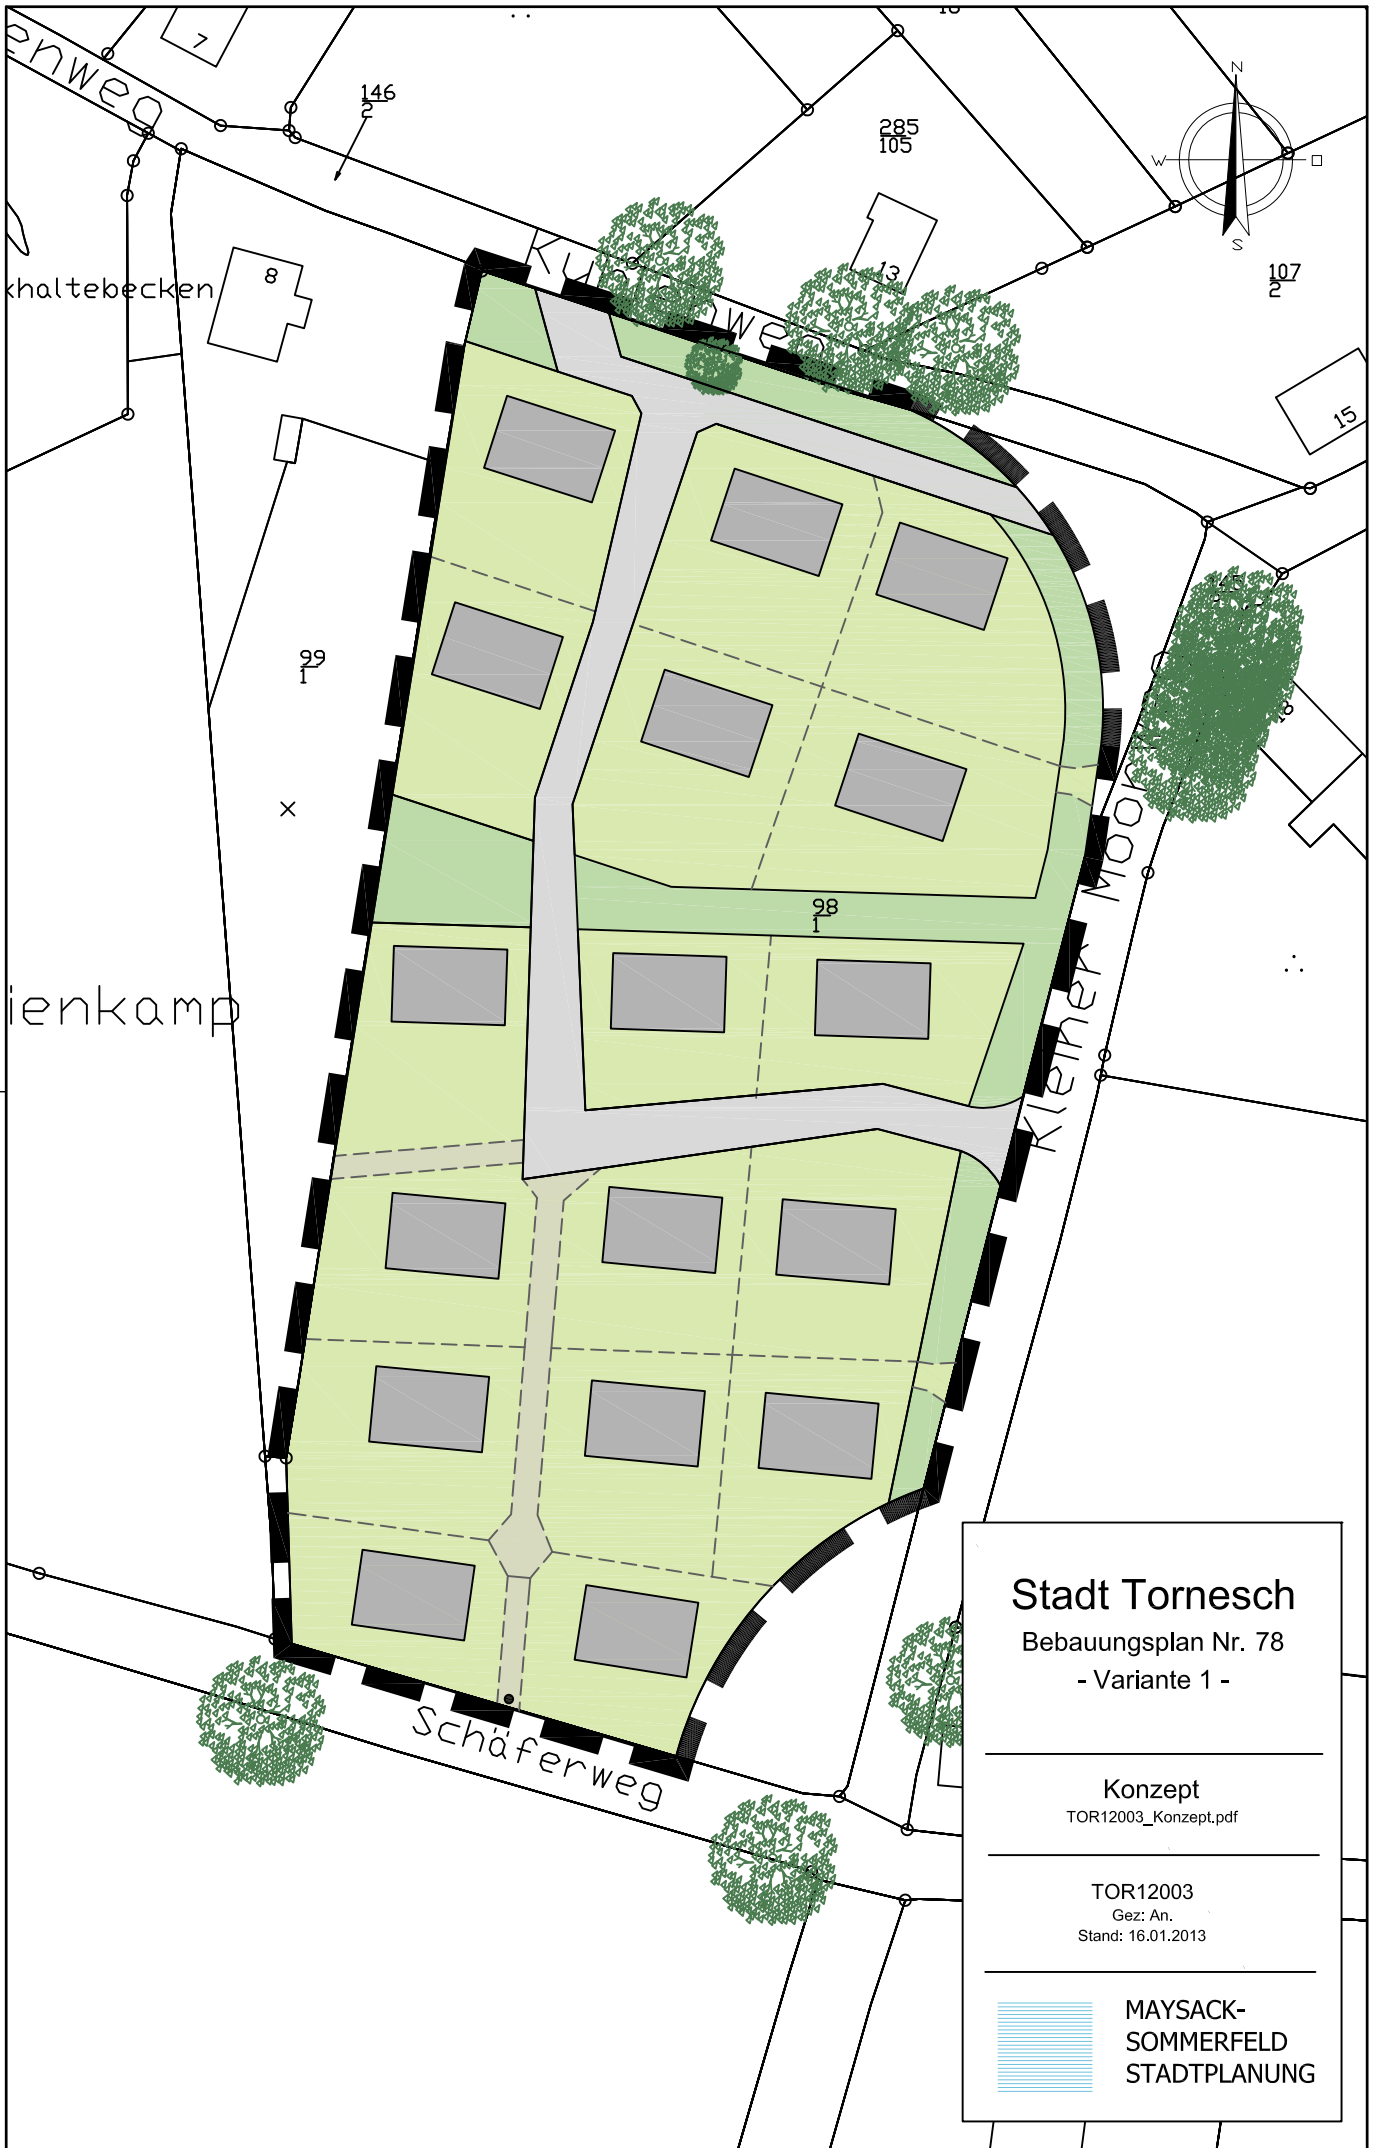 7
146
2
285
105
N
W
O
S
107
2
khaltebecken
8
13
15
99
1
18
98
1
ienkamp
Kleiner Moor
Schäferweg
Stadt Tornesch
Bebauungsplan Nr. 78
- Variante 1 -
Konzept
TOR12003_Konzept.pdf
TOR12003
Gez: An.
Stand: 16.01.2013
MAYSACK-
SOMMERFELD
STADTPLANUNG